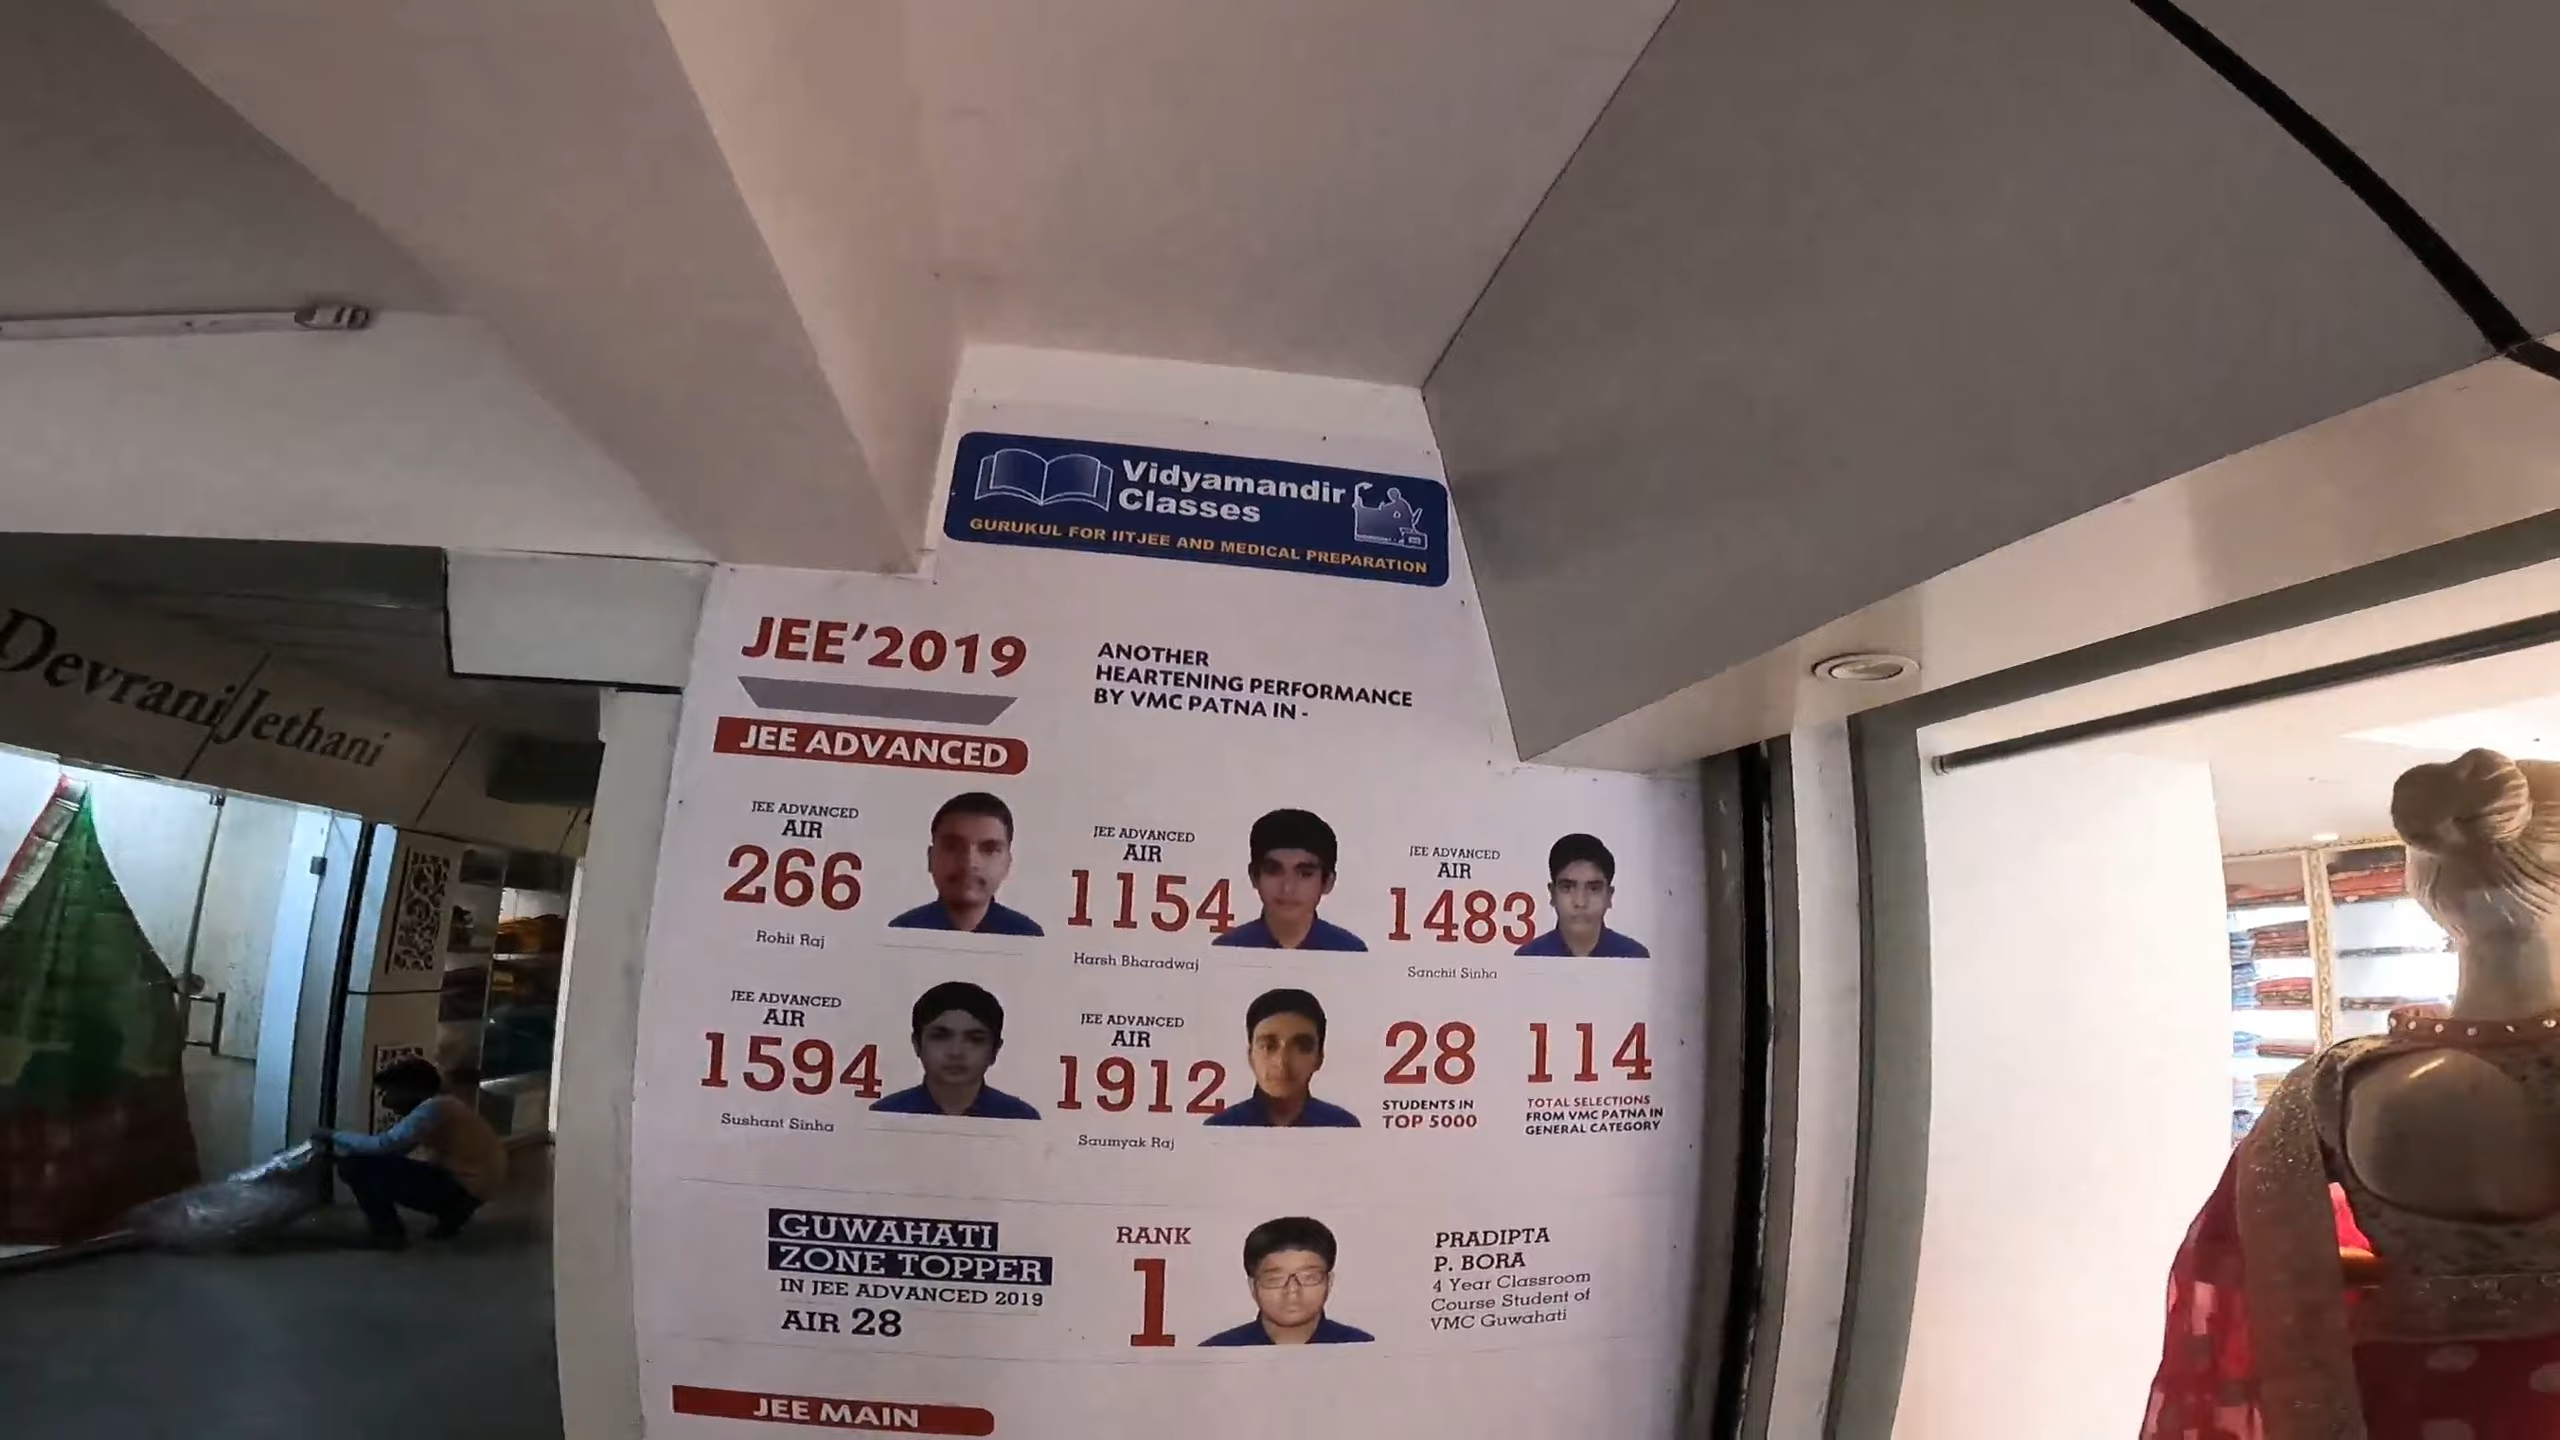 Devrani/Jethani
Vidyamandir
Classes
GURUKUL FOR IITJEE AND MEDICAL PREPARATION
JEE'2019
ANOTHER
HEARTENING PERFORMANCE
BY VMC PATNA IN -
JEE ADVANCED
JEE ADVANCED
AIR
266
Rohit Raj
JEE ADVANCED
AIR
1154
Harsh Bharadwaj
JEE ADVANCED
AIR
1483
Sanchit Sinha
JEE ADVANCED
AIR
1594
Sushant Sinha
JEE ADVANCED
AIR
1912
Saumyak Raj
28
STUDENTS IN
TOP 5000
114
TOTAL SELECTIONS
FROM VMC PATNA IN
GENERAL CATEGORY
GUWAHATI
ZONE TOPPER
IN JEE ADVANCED 2019
AIR 28
RANK
1
PRADIPTA
P. BORA
4 Year Classroom
Course Student of
VMC Guwahati
JEE MAIN